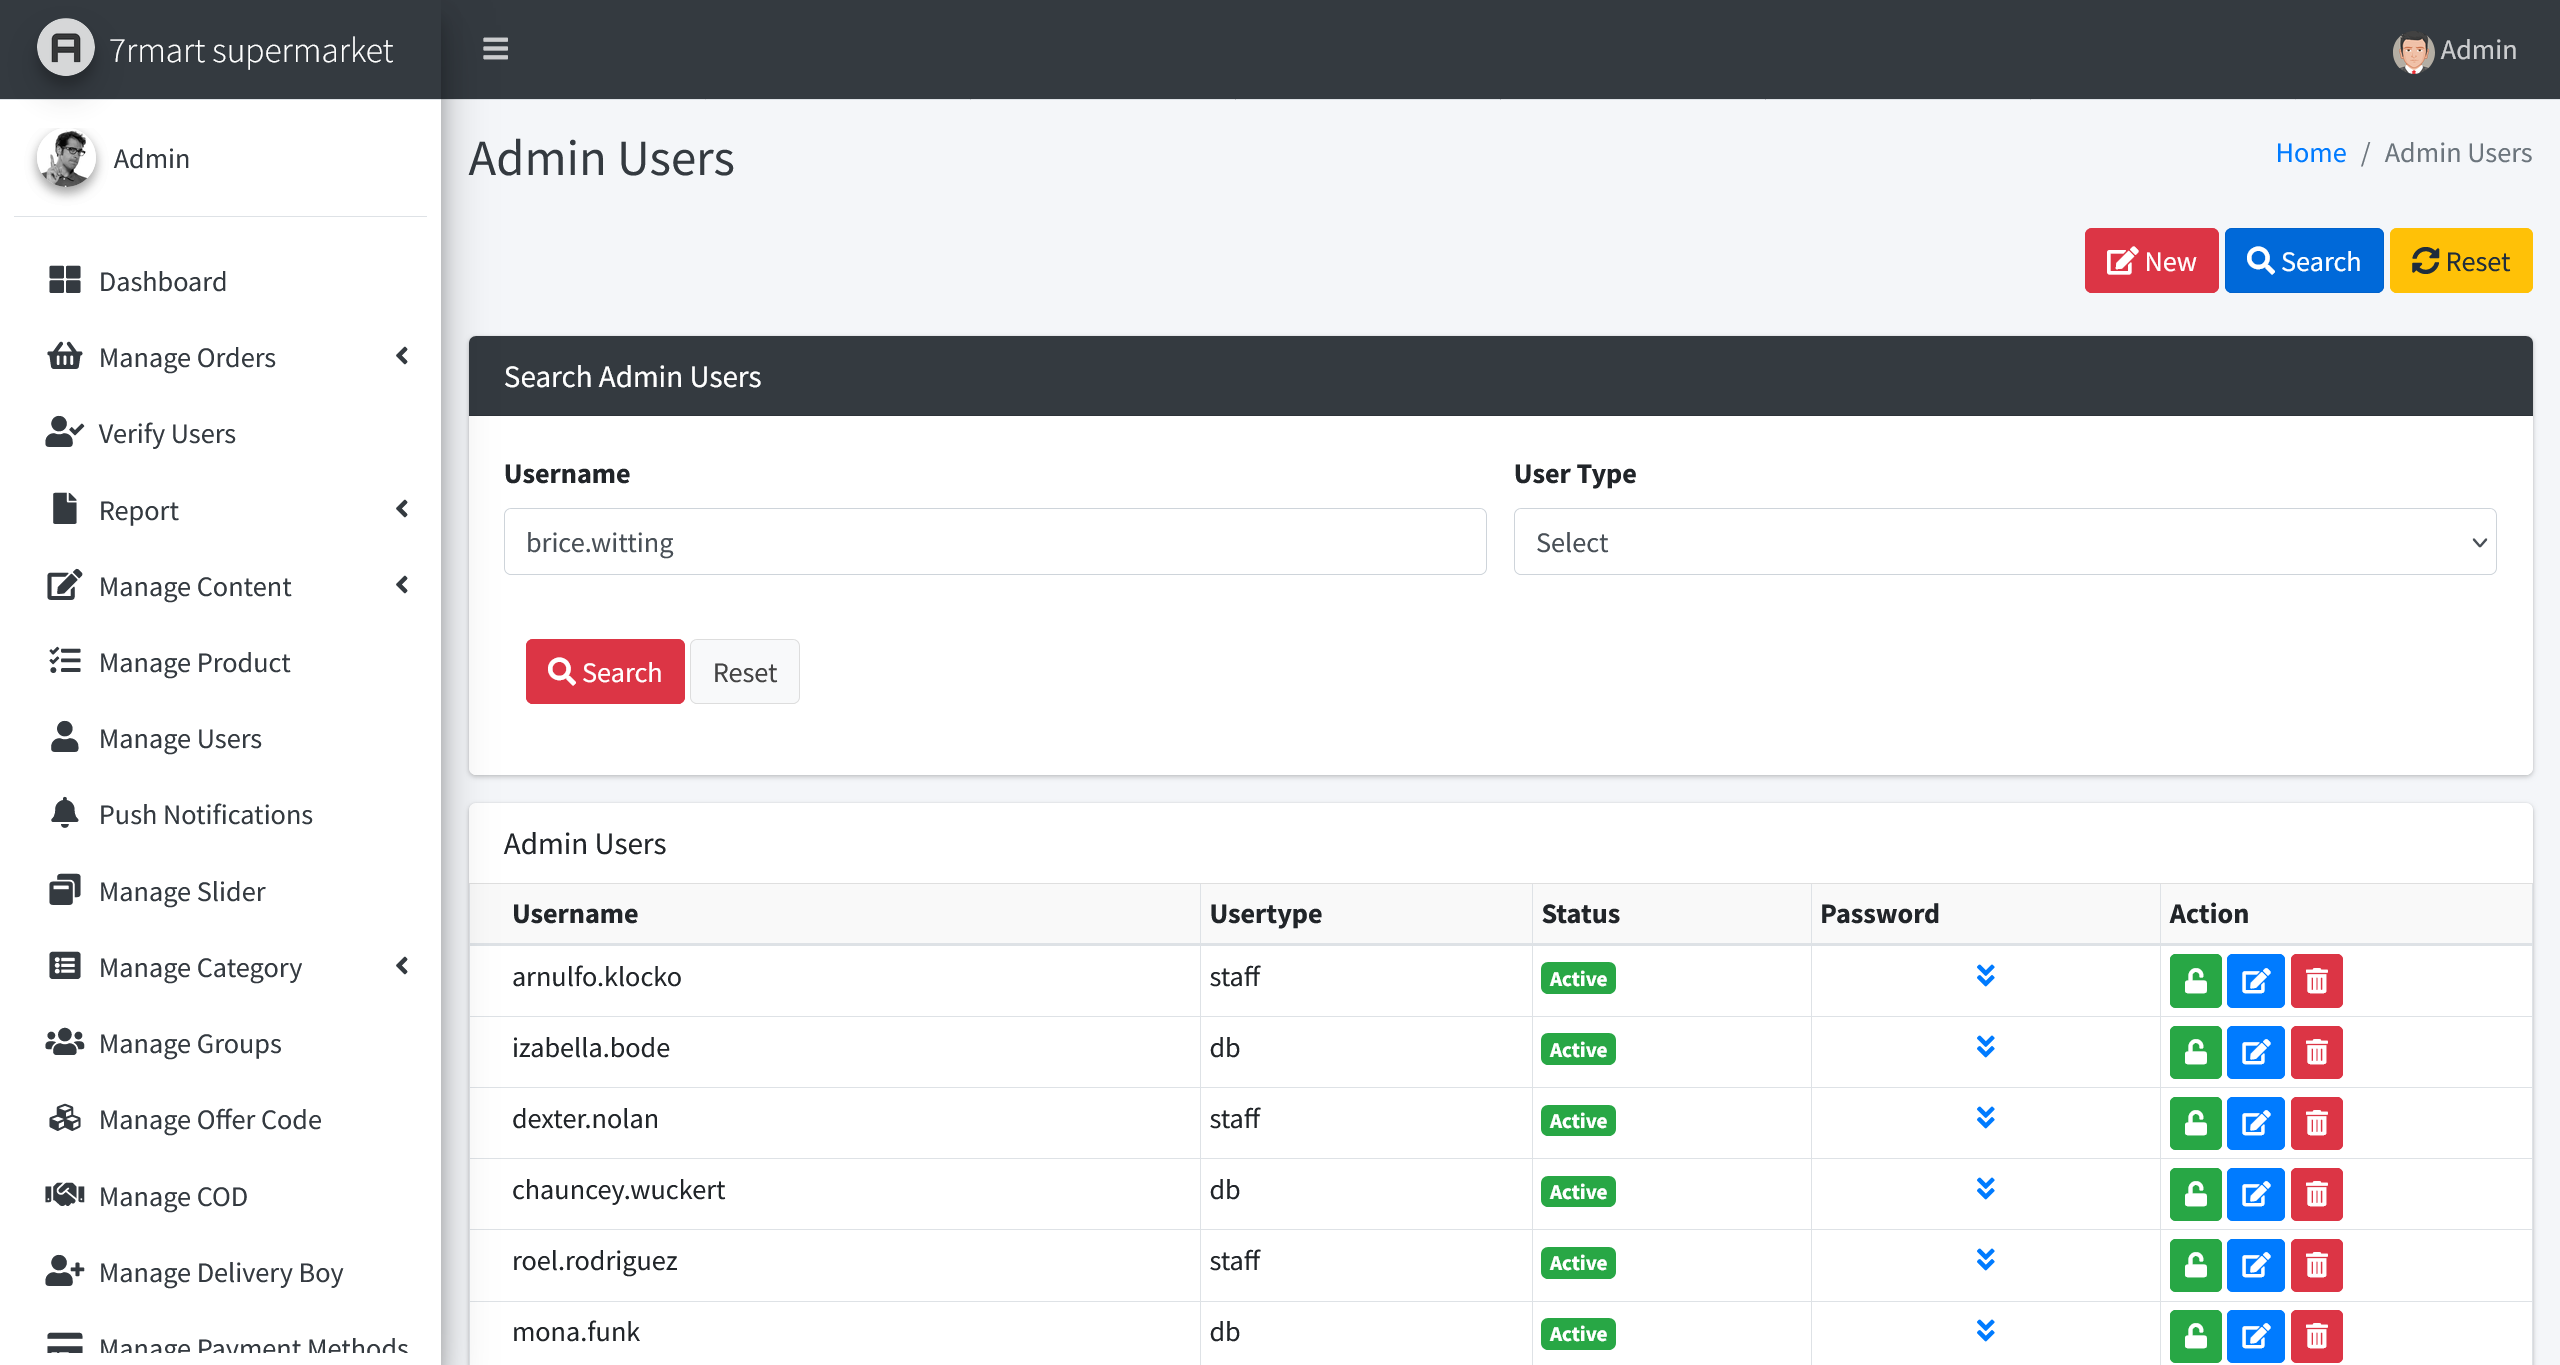 7rmart supermarket
Admin
Admin
Dashboard
Manage Orders
Verify Users
Report
Manage Content
Manage Product
Manage Users
Push Notifications
Manage Slider
Manage Category
Manage Groups
Manage Offer Code
Manage COD
Manage Delivery Boy
Manage Payment Methods
Admin Users
Home / Admin Users
New Search Reset
Search Admin Users
Username User Type
brice.witting Select
Search Reset
Admin Users
Username Usertype Status Password Action
arnulfo.klocko staff Active
izabella.bode db Active
dexter.nolan staff Active
chauncey.wuckert db Active
roel.rodriguez staff Active
mona.funk db Active